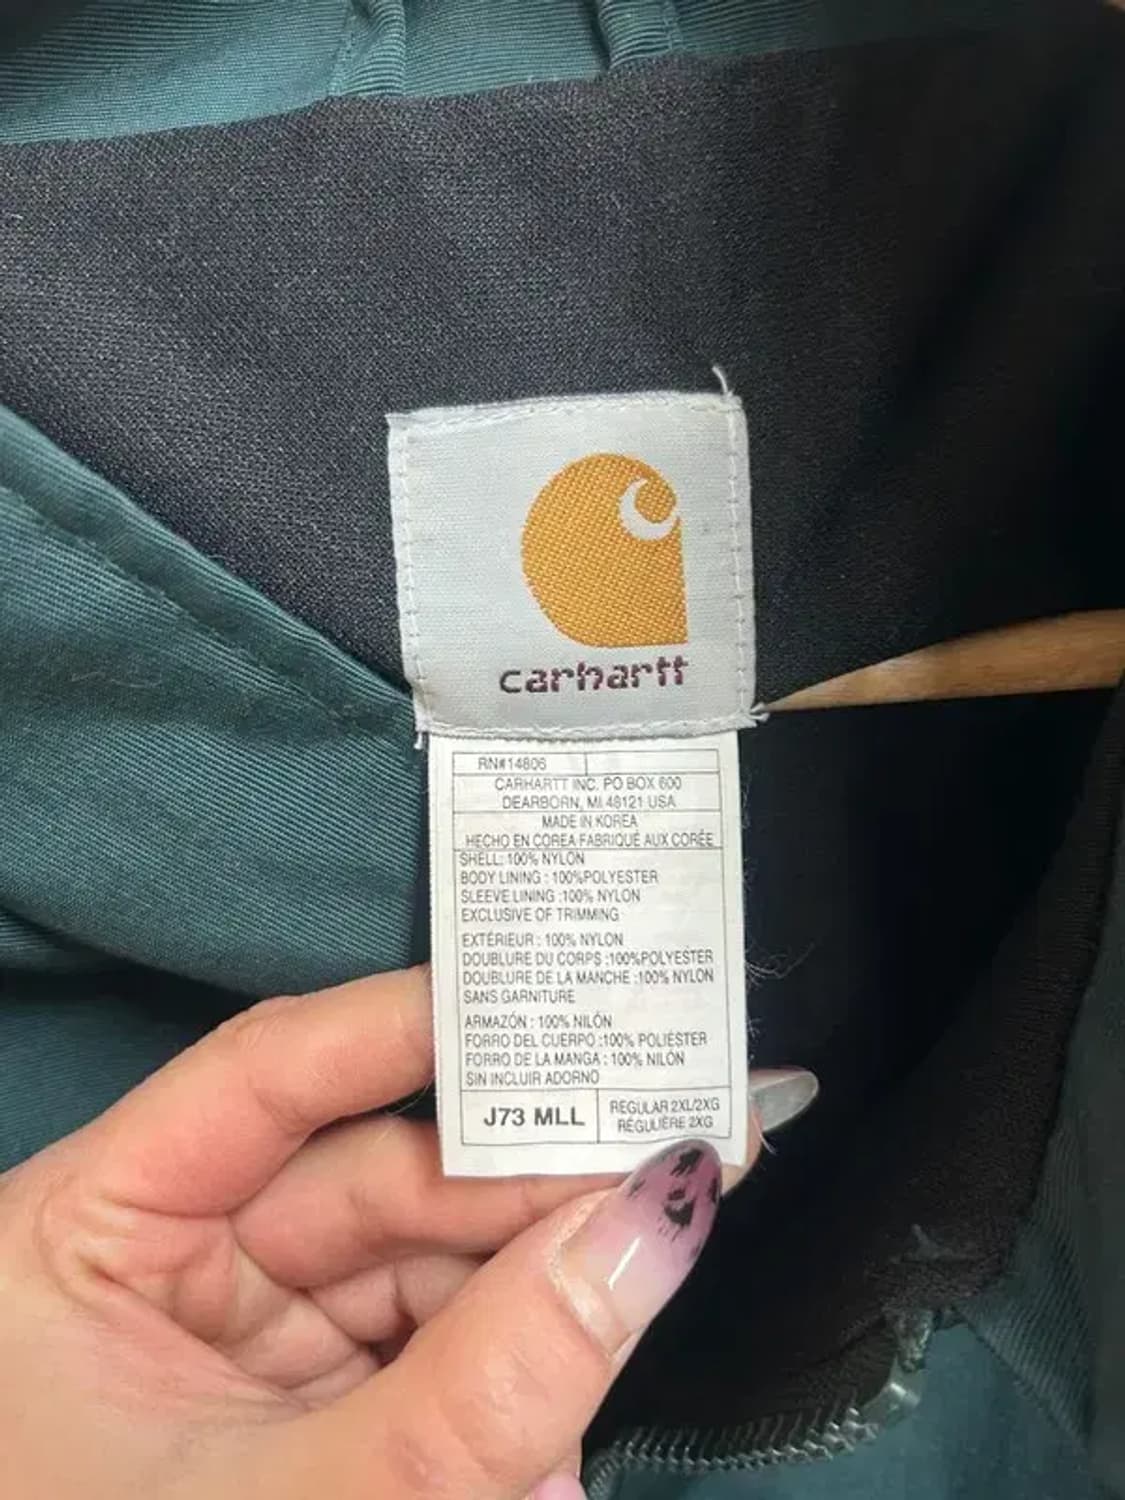 carhartt
RN#14806
CARHARTT INC. PO BOX 600
DEARBORN, MI 48121 USA
MADE IN KOREA
HECHO EN COREA FABRIQUÉ AUX CORÉE
SHELL: 100% NYLON
BODY LINING : 100%POLYESTER
SLEEVE LINING :100% NYLON
EXCLUSIVE OF TRIMMING
EXTÉRIEUR : 100% NYLON
DOUBLURE DU CORPS :100%POLYESTER
DOUBLURE DE LA MANCHE :100% NYLON
SANS GARNITURE
ARMAZÓN : 100% NILÓN
FORRO DEL CUERPO :100% POLIÉSTER
FORRO DE LA MANGA : 100% NILÓN
SIN INCLUIR ADORNO
J73 MLL
REGULAR 2XL/2XG
RÉGULIÈRE 2XG